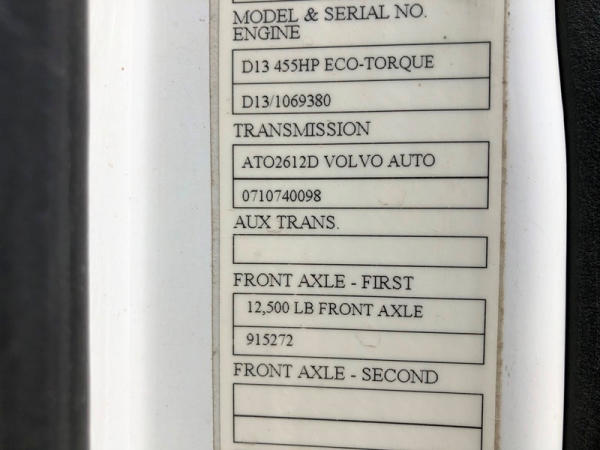 MODEL & SERIAL NO.
ENGINE
D13 455HP ECO-TORQUE
D13/1069380
TRANSMISSION
ATO2612D VOLVO AUTO
0710740098
AUX TRANS.
FRONT AXLE - FIRST
12,500 LB FRONT AXLE
915272
FRONT AXLE - SECOND